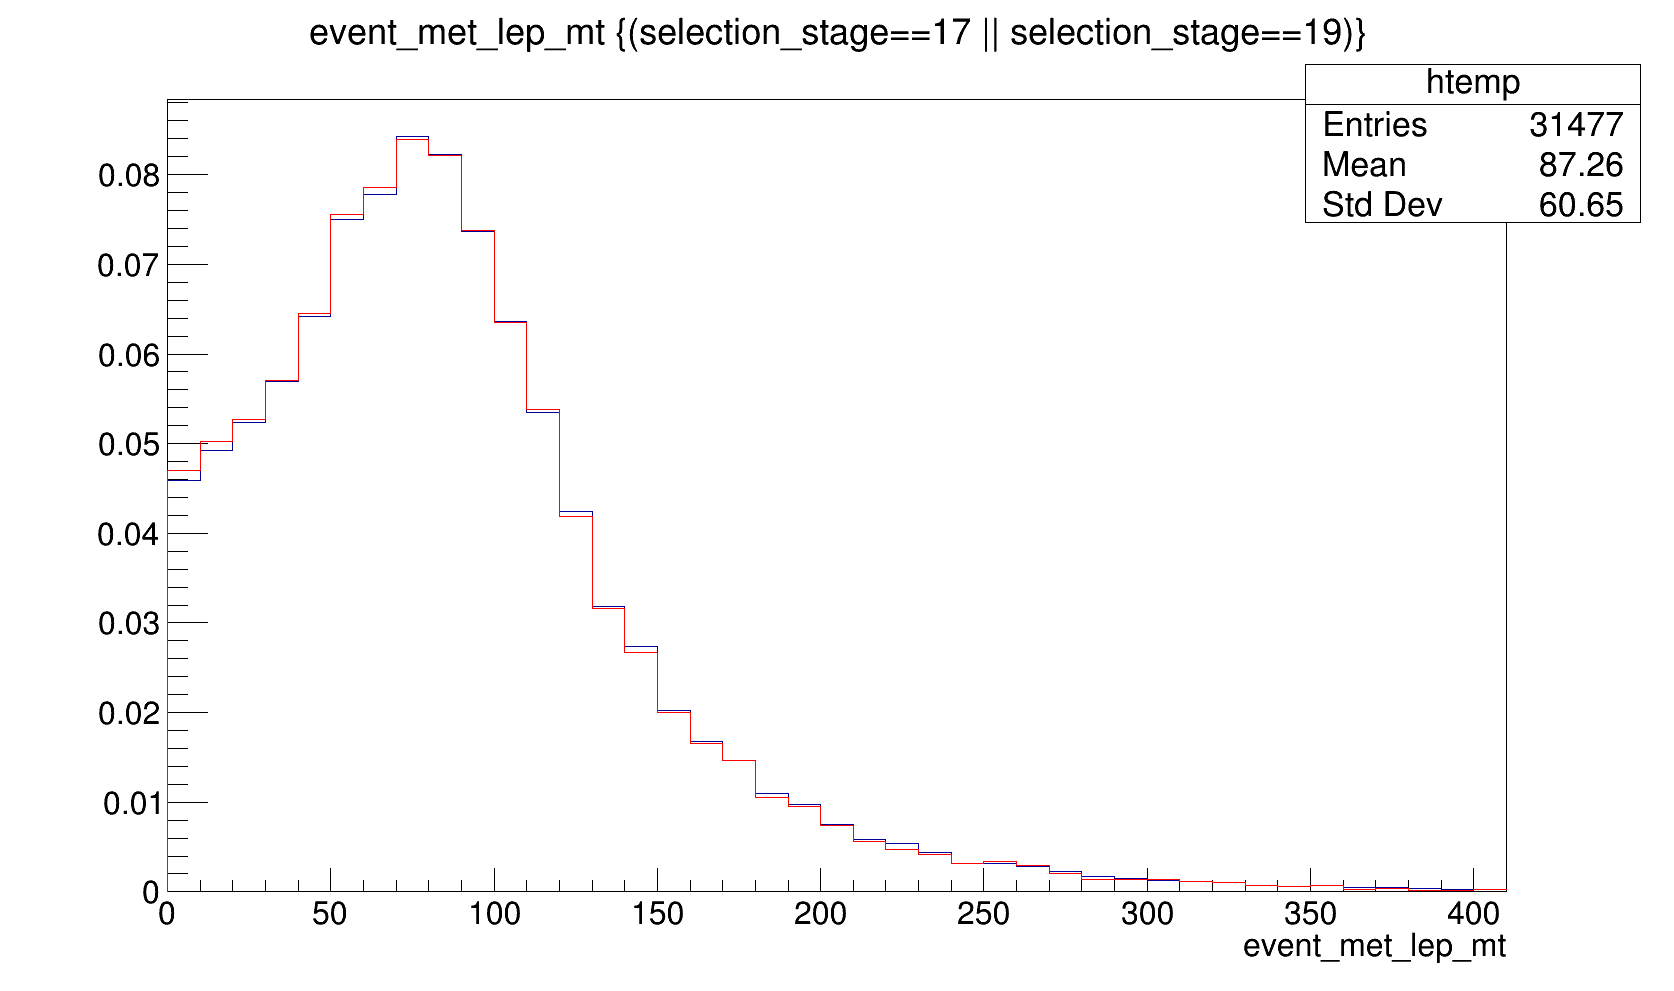 event_met_lep_mt {(selection_stage==17 || selection_stage==19)}
htemp
Entries 31477
Mean 87.26
Std Dev 60.65
0.08
0.07
0.06
0.05
0.04
0.03
0.02
0.01
0
0 50 100 150 200 250 300 350 400
event_met_lep_mt